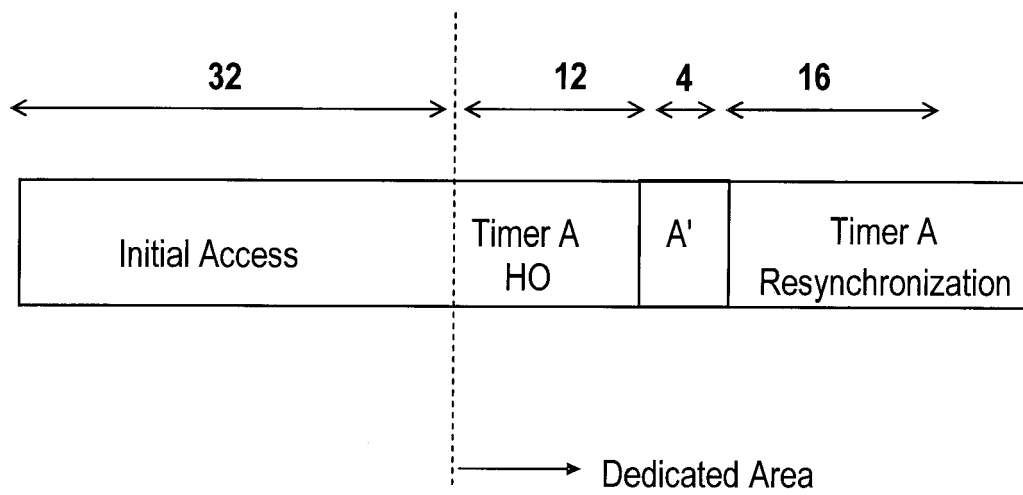 32
12
4
16
Initial Access
Timer A
HO
A'
Timer A
Resynchronization
Dedicated Area